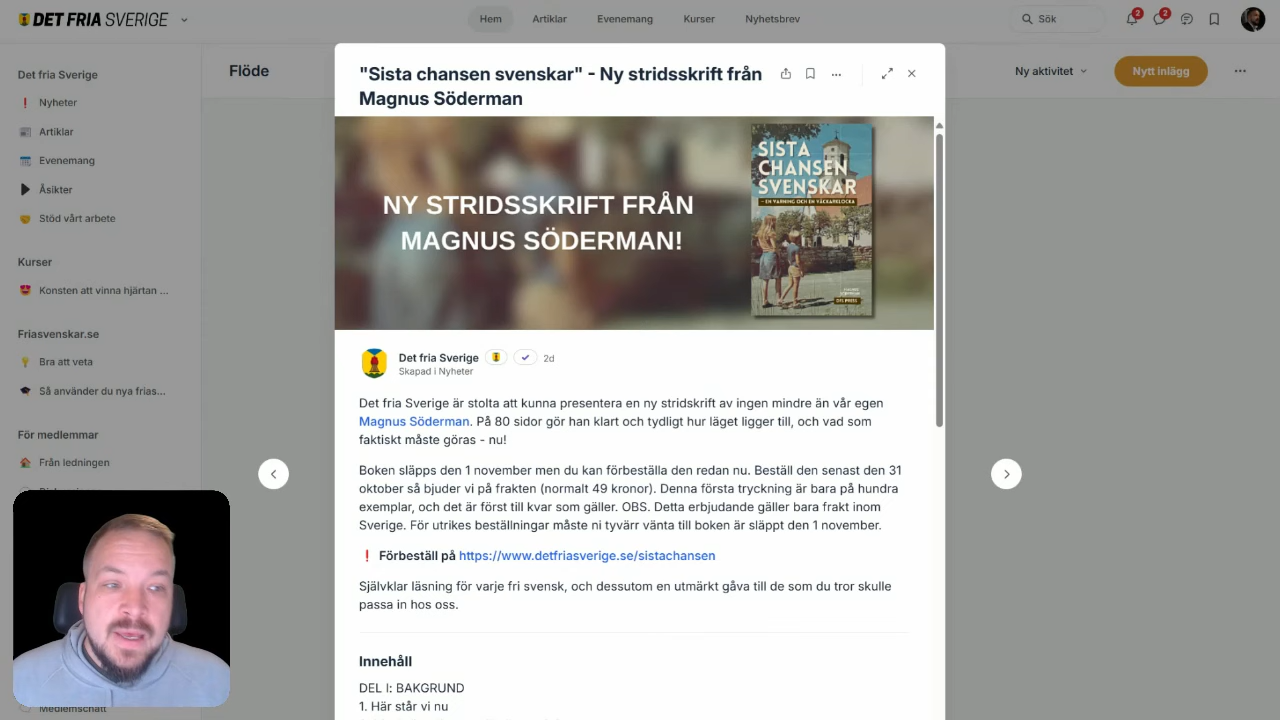 DET FRIA SVERIGE
Hem
Artiklar
Evenemang
Kurser
Nyhetsbrev
Sök
2
2
Det fria Sverige
Nyheter
Artiklar
Evenemang
Åsikter
Stöd vårt arbete
Kurser
Konsten att vinna hjärtan ...
Friasvenskar.se
Bra att veta
Så använder du nya frias...
För medlemmar
Från ledningen
Medlemschatt
Flöde
Ny aktivitet
Nytt inlägg
"Sista chansen svenskar" - Ny stridsskrift från
Magnus Söderman
NY STRIDSSKRIFT FRÅN
MAGNUS SÖDERMAN!
SISTA
CHANSEN
SVENSKAR
– EN VARNING OCH EN VÄCKARKLOCKA
DFS PRESS
Det fria Sverige
2d
Skapad i Nyheter
Det fria Sverige är stolta att kunna presentera en ny stridskrift av ingen mindre än vår egen
Magnus Söderman. På 80 sidor gör han klart och tydligt hur läget ligger till, och vad som
faktiskt måste göras - nu!
Boken släpps den 1 november men du kan förbeställa den redan nu. Beställ den senast den 31
oktober så bjuder vi på frakten (normalt 49 kronor). Denna första tryckning är bara på hundra
exemplar, och det är först till kvar som gäller. OBS. Detta erbjudande gäller bara frakt inom
Sverige. För utrikes beställningar måste ni tyvärr vänta till boken är släppt den 1 november.
❗ Förbeställ på https://www.detfriasverige.se/sistachansen
Självklar läsning för varje fri svensk, och dessutom en utmärkt gåva till de som du tror skulle
passa in hos oss.
Innehåll
DEL I: BAKGRUND
1. Här står vi nu